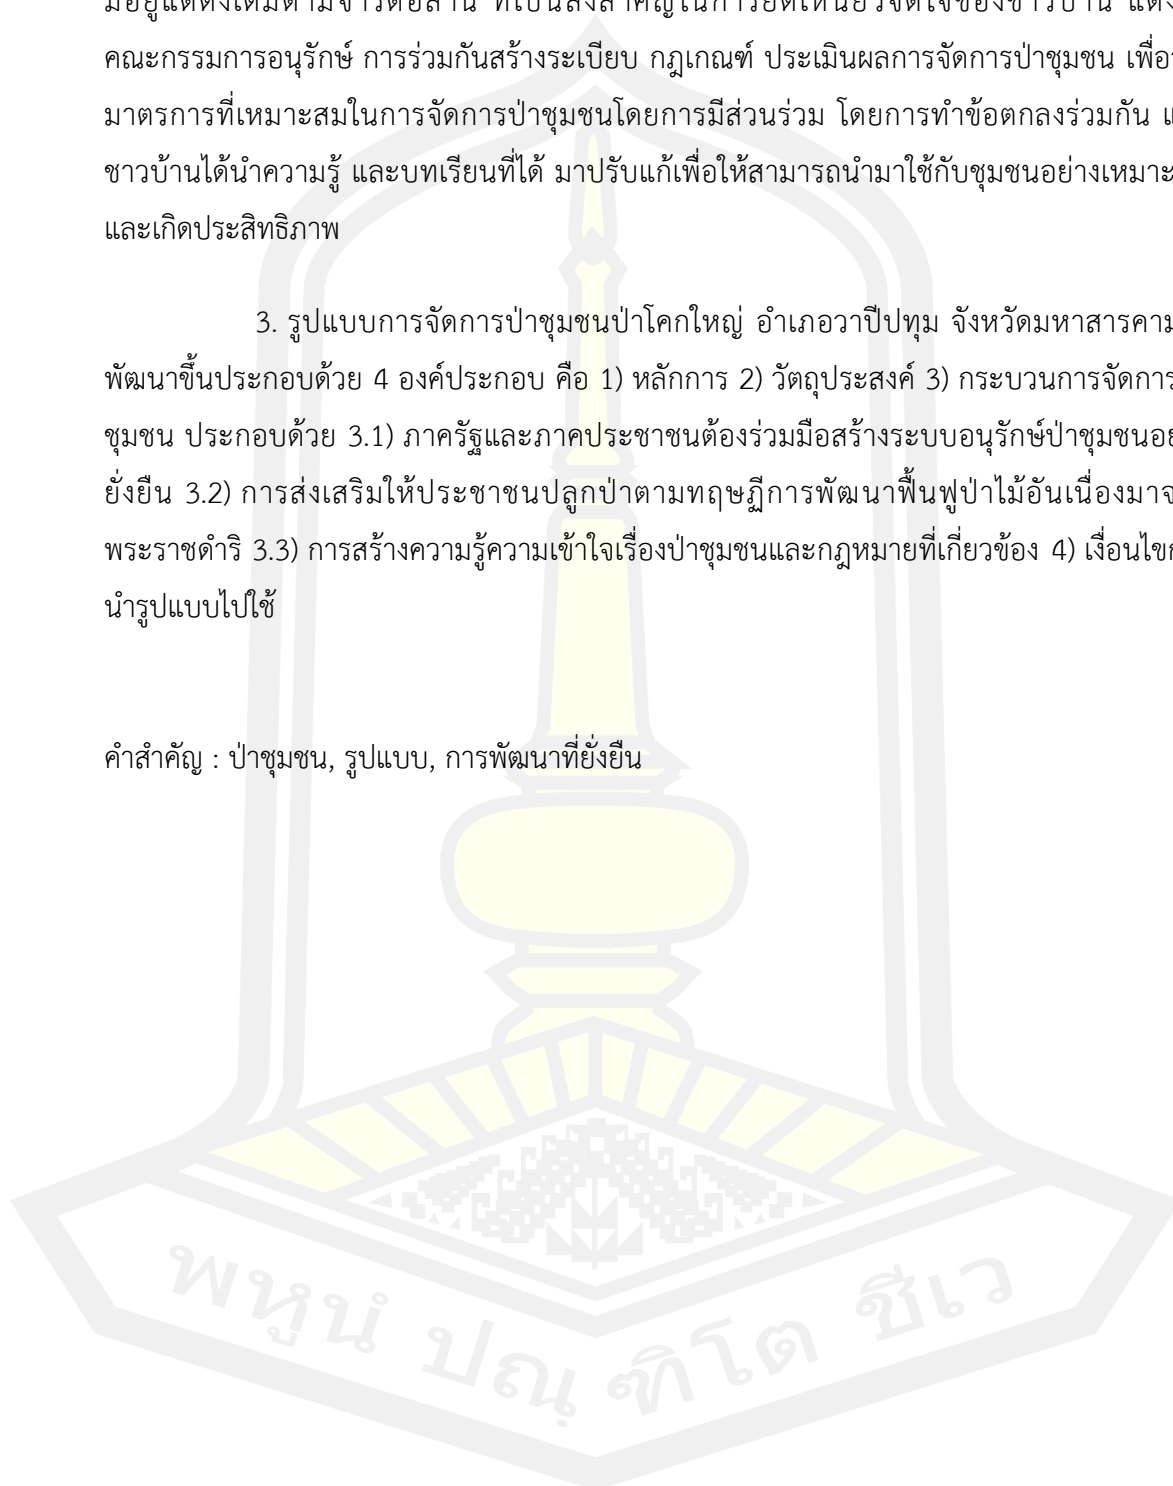 มีอยู่แต่ดั้งเดิมตามจารีตอีสาน ที่เป็นสิ่งสำคัญในการยึดเหนี่ยวจิตใจของชาวบ้าน
คณะกรรมการอนุรักษ์ การร่วมกันสร้างระเบียบ กฎเกณฑ์ ประเมินผลการจัดการป่าชุมชน
มาตรการที่เหมาะสมในการจัดการป่าชุมชนโดยการมีส่วนร่วม โดยการทำข้อตกลงร่วมกัน
ชาวบ้านได้นำความรู้ และบทเรียนที่ได้ มาปรับแก้เพื่อให้สามารถนำมาใช้กับชุมชนอย่างเหมาะ
และเกิดประสิทธิภาพ
3. รูปแบบการจัดการป่าชุมชนป่าโคกใหญ่ อำเภอวาปีปทุม จังหวัดมหาสารคาม
พัฒนาขึ้นประกอบด้วย 4 องค์ประกอบ คือ 1) หลักการ 2) วัตถุประสงค์ 3) กระบวนการจัดการ
ชุมชน ประกอบด้วย 3.1) ภาครัฐและภาคประชาชนต้องร่วมมือสร้างระบบอนุรักษ์ป่าชุมชน
ยั่งยืน 3.2) การส่งเสริมให้ประชาชนปลูกป่าตามทฤษฎีการพัฒนาฟื้นฟูป่าไม้อันเนื่องมา
พระราชดำริ 3.3) การสร้างความรู้ความเข้าใจเรื่องป่าชุมชนและกฎหมายที่เกี่ยวข้อง 4) เงื่อนไข
นำรูปแบบไปใช้
คำสำคัญ : ป่าชุมชน, รูปแบบ, การพัฒนาที่ยั่งยืน
พหูนํ ปณฺฑิโต ชีเว